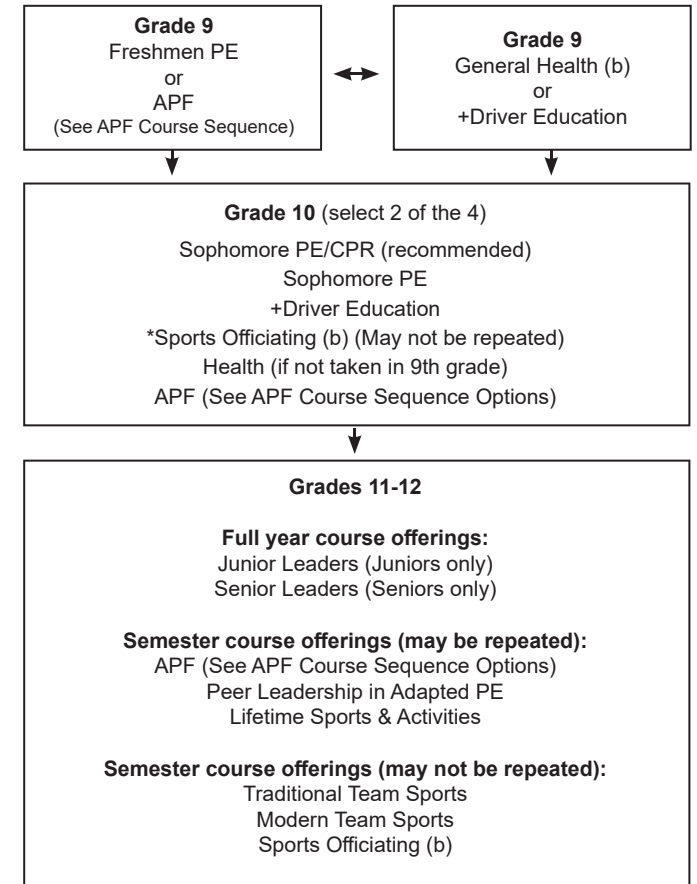 Grade 9
Freshmen PE
or
APF
(See APF Course Sequence)
Grade 9
General Health (b)
or
+Driver Education
Grade 10 (select 2 of the 4)
Sophomore PE/CPR (recommended)
Sophomore PE
+Driver Education
*Sports Officiating (b) (May not be repeated)
Health (if not taken in 9th grade)
APF (See APF Course Sequence Options)
Grades 11-12
Full year course offerings:
Junior Leaders (Juniors only)
Senior Leaders (Seniors only)
Semester course offerings (may be repeated):
APF (See APF Course Sequence Options)
Peer Leadership in Adapted PE
Lifetime Sports & Activities
Semester course offerings (may not be repeated):
Traditional Team Sports
Modern Team Sports
Sports Officiating (b)